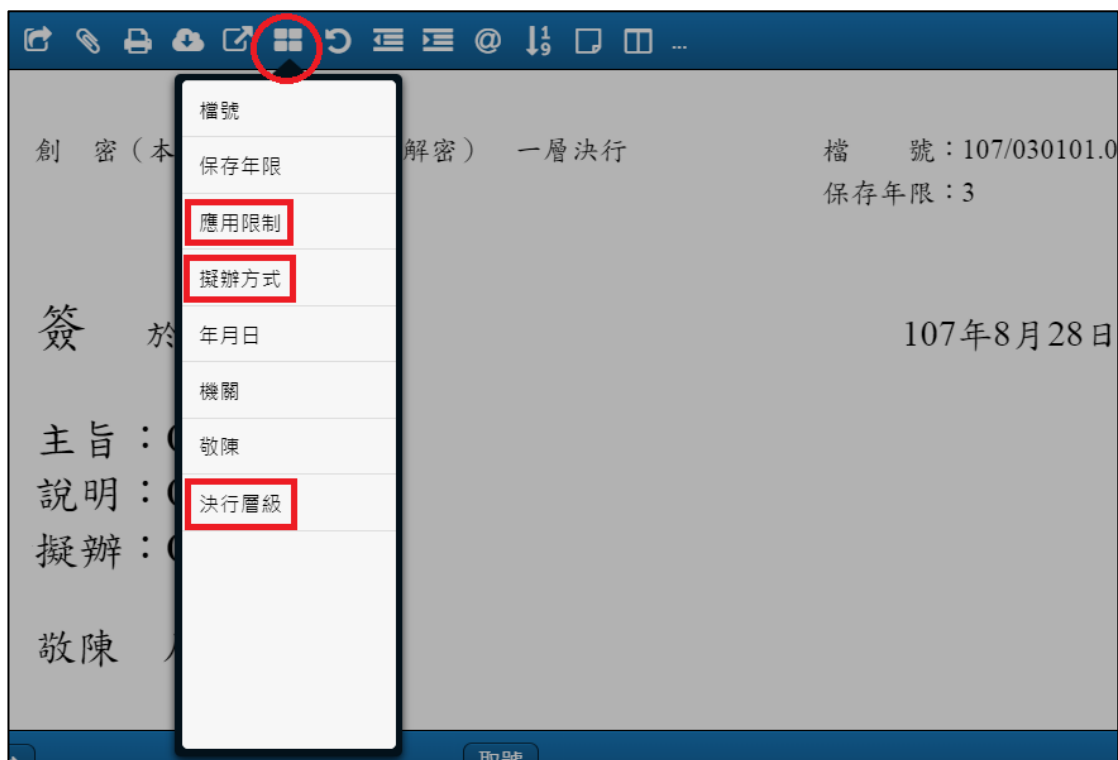 檔號
保存年限
應用限制
擬辦方式
年月日
機關
敬陳
決行層級
創　密（本
解密）　一層決行
檔　　號：107/030101.0
保存年限：3
簽　於
107年8月28日
主旨：
說明：
擬辦：
敬陳
取號